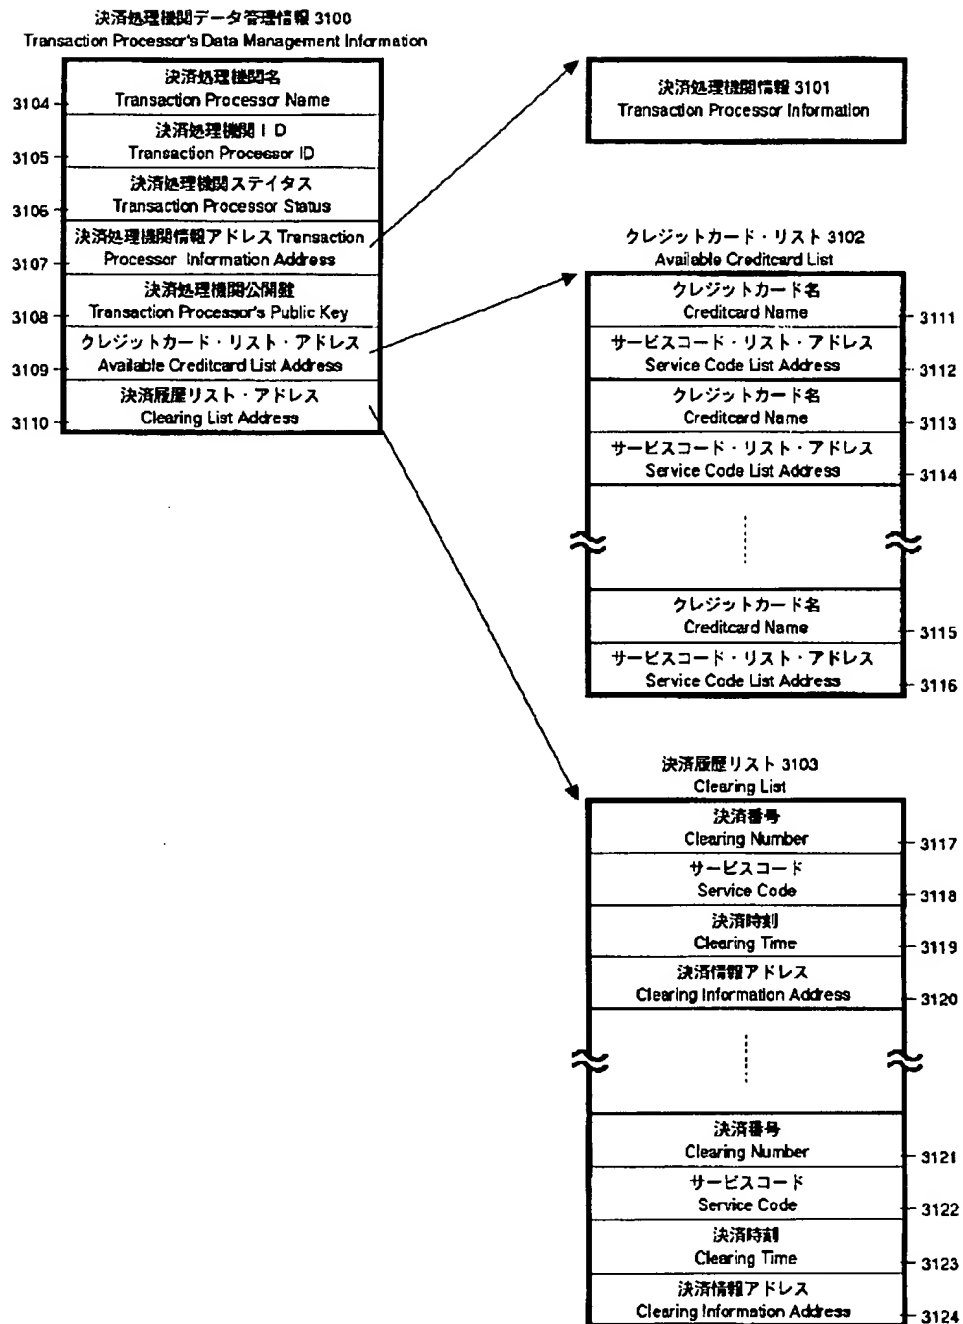 決済処理機関データ管理情報 3100
Transaction Processor's Data Management Information
決済処理機関名
Transaction Processor Name
3104
決済処理機関ID
Transaction Processor ID
3105
決済処理機関ステイタス
Transaction Processor Status
3106
決済処理機関情報アドレス Transaction
Processor Information Address
3107
決済処理機関公開鍵
Transaction Processor's Public Key
3108
クレジットカード・リスト・アドレス
Available Creditcard List Address
3109
決済履歴リスト・アドレス
Clearing List Address
3110
決済処理機関情報 3101
Transaction Processor Information
クレジットカード・リスト 3102
Available Creditcard List
クレジットカード名
Creditcard Name
3111
サービスコード・リスト・アドレス
Service Code List Address
3112
クレジットカード名
Creditcard Name
3113
サービスコード・リスト・アドレス
Service Code List Address
3114
クレジットカード名
Creditcard Name
3115
サービスコード・リスト・アドレス
Service Code List Address
3116
決済履歴リスト 3103
Clearing List
決済番号
Clearing Number
3117
サービスコード
Service Code
3118
決済時刻
Clearing Time
3119
決済情報アドレス
Clearing Information Address
3120
決済番号
Clearing Number
3121
サービスコード
Service Code
3122
決済時刻
Clearing Time
3123
決済情報アドレス
Clearing Information Address
3124